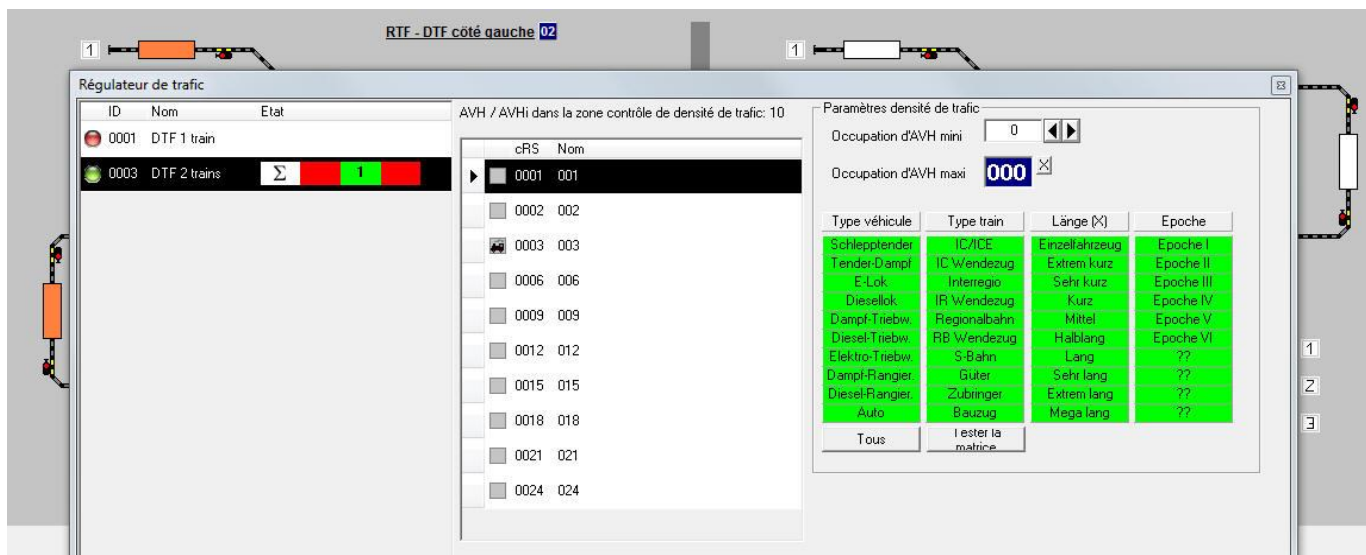 RTF - DTF cöté gauche 02
1
1
Régulateur de trafic
ID Nom Etat
0001 DTF 1 train
0003 DTF 2 trains Σ 1
AVH / AVHi dans la zone contrôle de densité de trafic: 10
cRS Nom
0001 001
0002 002
0003 003
0006 006
0009 009
0012 012
0015 015
0018 018
0021 021
0024 024
Paramètres densité de trafic
Occupation d'AVH mini 0
Occupation d'AVH maxi 000 X
Type véhicule Type train Länge (X) Epoche
Schlepptender IC/ICE Einzelfahrzeug Epoche I
Tender-Dampf IC Wendezug Extrem kurz Epoche II
E-Lok Interregio Sehr kurz Epoche III
Diesellok IR Wendezug Kurz Epoche IV
Dampf-Triebw. Regionalbahn Mittel Epoche V
Diesel-Triebw. RB Wendezug Halblang Epoche VI
Elektro-Triebw. S-Bahn Lang ??
Dampf-Rangier. Güter Sehr lang ??
Diesel-Rangier. Zubringer Extrem lang ??
Auto Bauzug Mega lang ??
Tous Tester la matrice
1
2
3